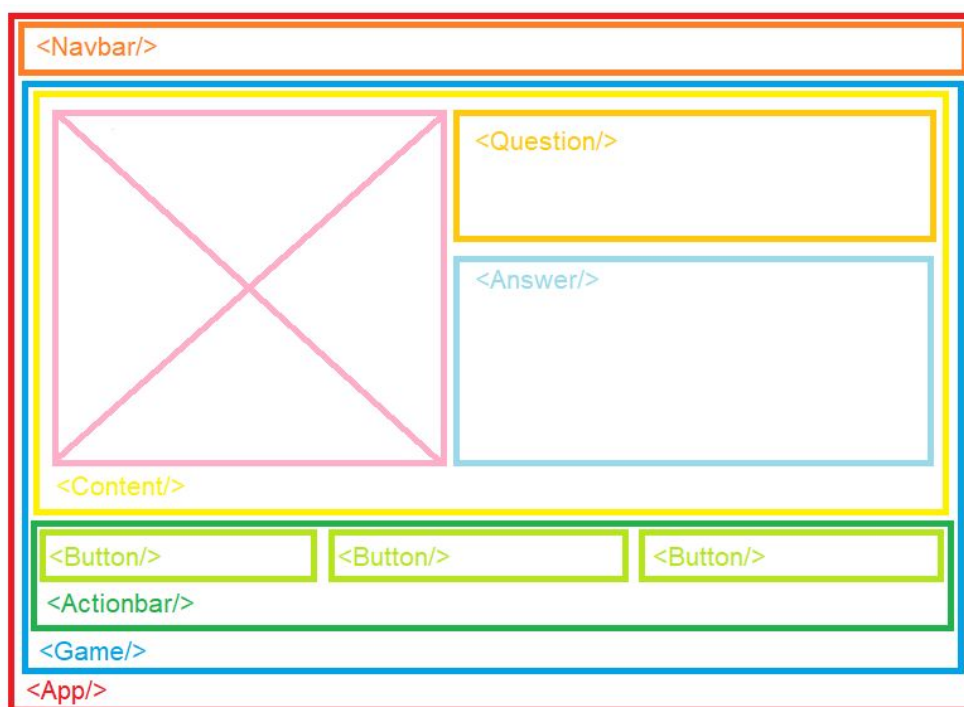 <Navbar/>
<Question/>
<Answer/>
<Content/>
<Button/> <Button/> <Button/>
<Actionbar/>
<Game/>
<App/>